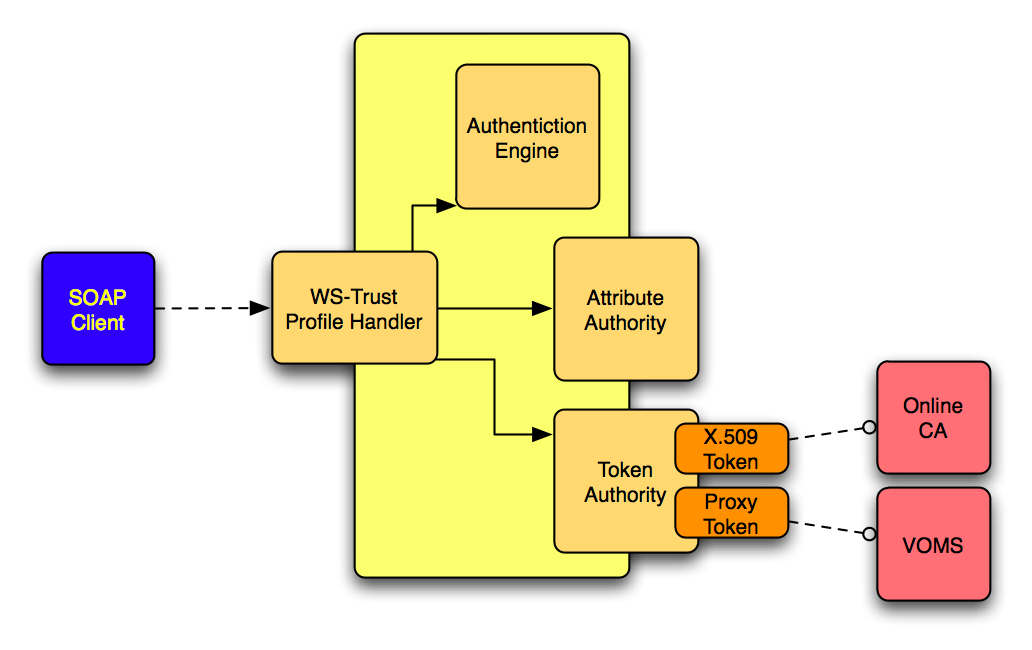 Authentiction
Engine
SOAP
Client
WS-Trust
Profile Handler
Attribute
Authority
Token
Authority
X.509
Token
Proxy
Token
Online
CA
VOMS